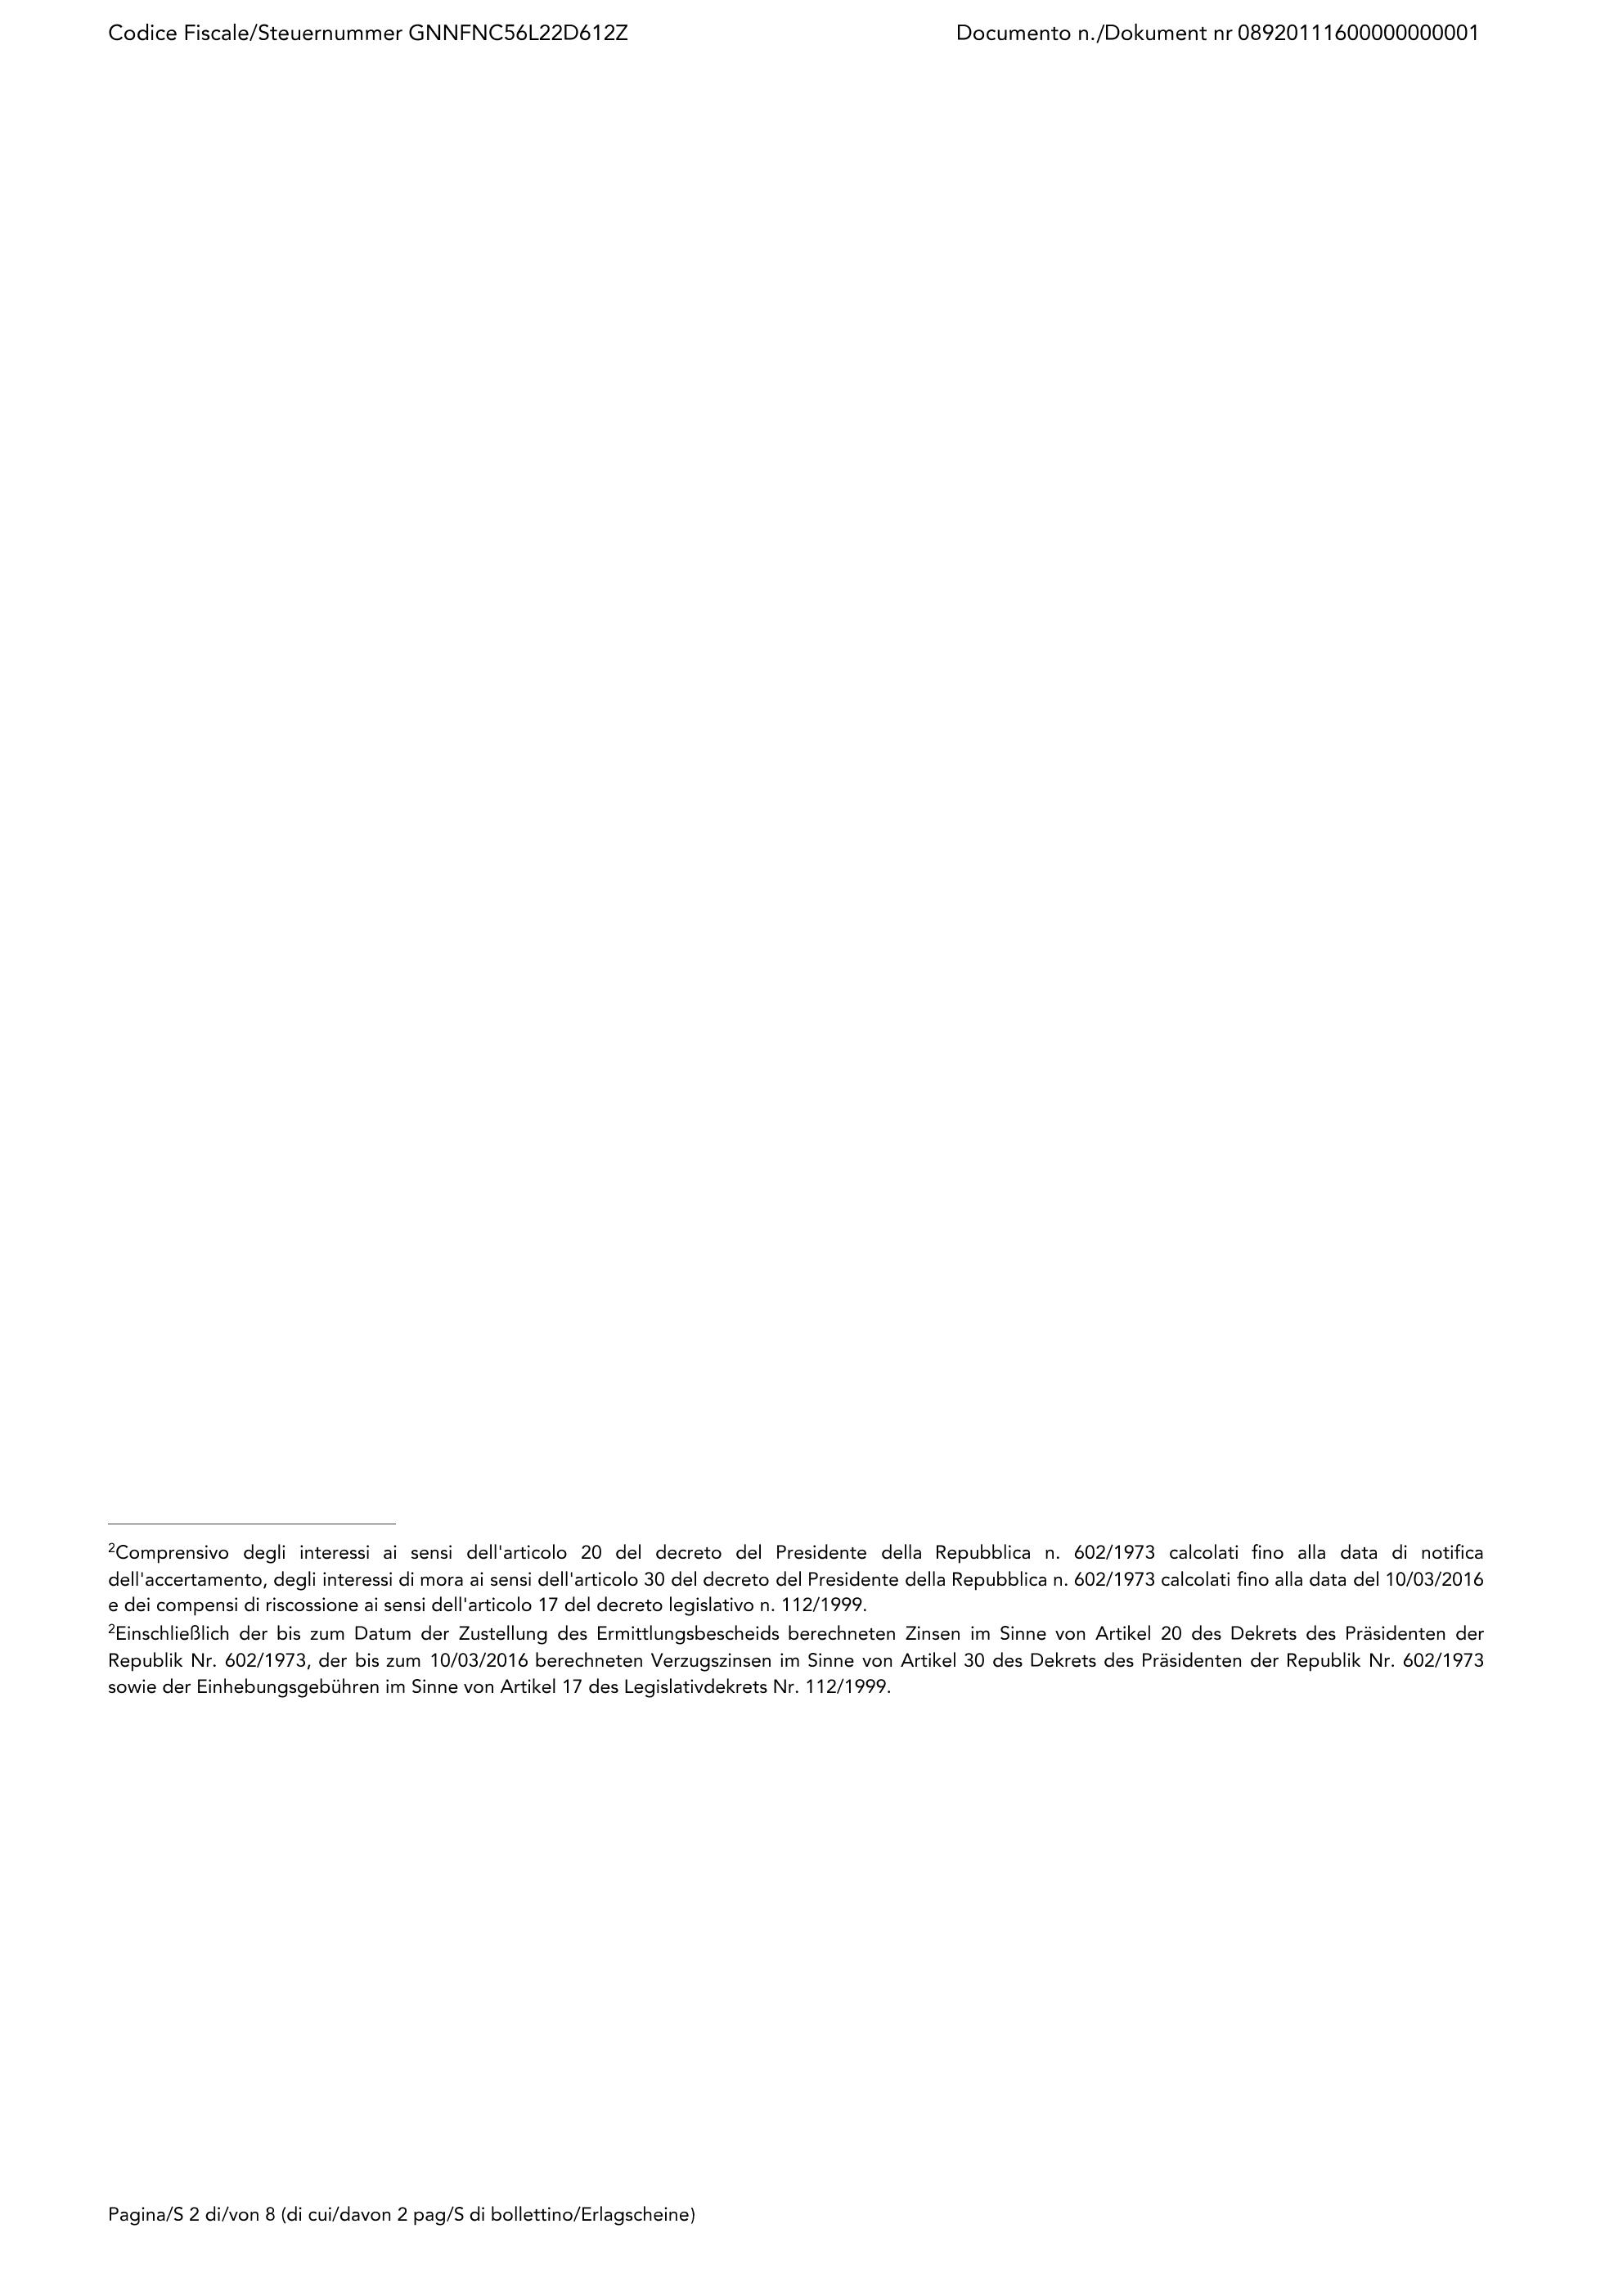 Codice Fiscale/Steuernummer GNNFNC56L22D612Z Documento n./Dokument nr 08920111600000000001
²Comprensivo degli interessi ai sensi dell'articolo 20 del decreto del Presidente della Repubblica n. 602/1973 calcolati fino alla data di notifica
dell'accertamento, degli interessi di mora ai sensi dell'articolo 30 del decreto del Presidente della Repubblica n. 602/1973 calcolati fino alla data del 10/03/2016
e dei compensi di riscossione ai sensi dell'articolo 17 del decreto legislativo n. 112/1999.
²Einschließlich der bis zum Datum der Zustellung des Ermittlungsbescheids berechneten Zinsen im Sinne von Artikel 20 des Dekrets des Präsidenten der
Republik Nr. 602/1973, der bis zum 10/03/2016 berechneten Verzugszinsen im Sinne von Artikel 30 des Dekrets des Präsidenten der Republik Nr. 602/1973
sowie der Einhebungsgebühren im Sinne von Artikel 17 des Legislativdekrets Nr. 112/1999.
Pagina/S 2 di/von 8 (di cui/davon 2 pag/S di bollettino/Erlagscheine)